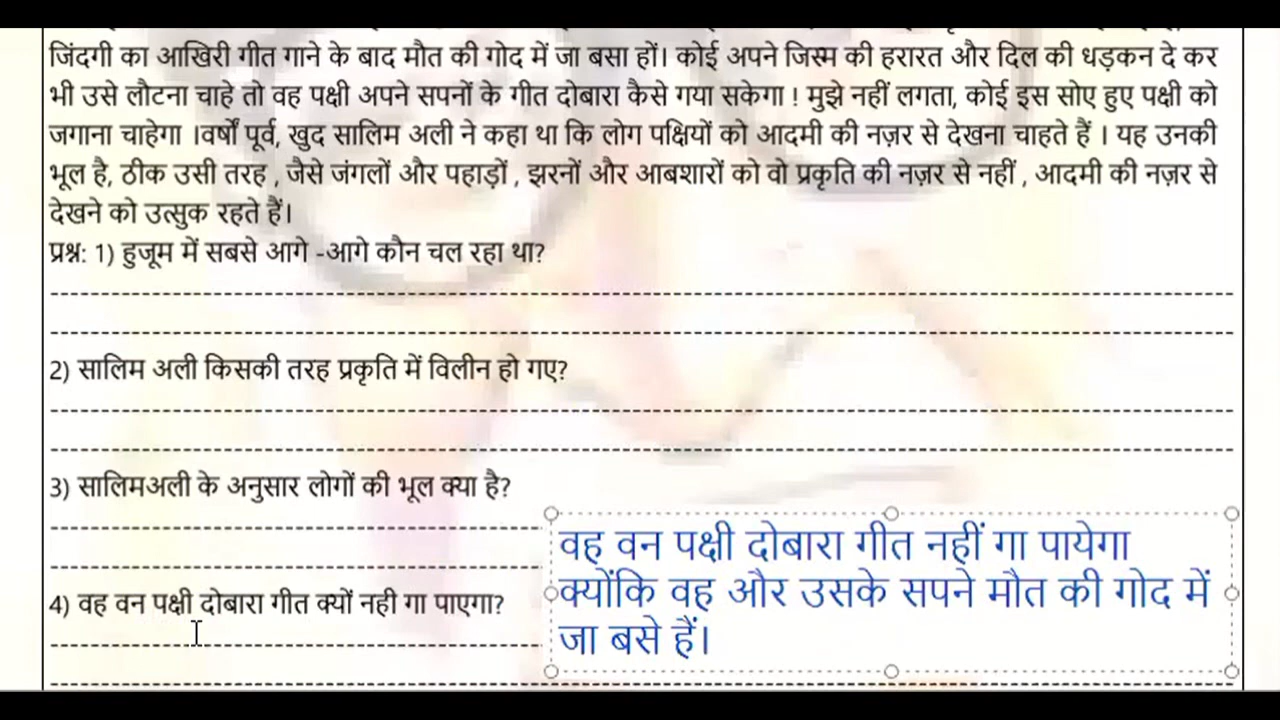 जिंदगी का आखिरी गीत गाने के बाद मौत की गोद में जा बसा हों। कोई अपने जिस्म की हरारत और दिल की धड़कन दे कर
भी उसे लौटना चाहे तो वह पक्षी अपने सपनों के गीत दोबारा कैसे गया सकेगा ! मुझे नहीं लगता, कोई इस सोए हुए पक्षी को
जगाना चाहेगा ।वर्षों पूर्व, खुद सालिम अली ने कहा था कि लोग पक्षियों को आदमी की नज़र से देखना चाहते हैं । यह उनकी
भूल है, ठीक उसी तरह , जैसे जंगलों और पहाड़ों , झरनों और आबशारों को वो प्रकृति की नज़र से नहीं , आदमी की नज़र से
देखने को उत्सुक रहते हैं।
प्रश्न: 1) हुजूम में सबसे आगे -आगे कौन चल रहा था?
2) सालिम अली किसकी तरह प्रकृति में विलीन हो गए?
3) सालिमअली के अनुसार लोगों की भूल क्या है?
4) वह वन पक्षी दोबारा गीत क्यों नही गा पाएगा?
वह वन पक्षी दोबारा गीत नहीं गा पायेगा
क्योंकि वह और उसके सपने मौत की गोद में
जा बसे हैं।